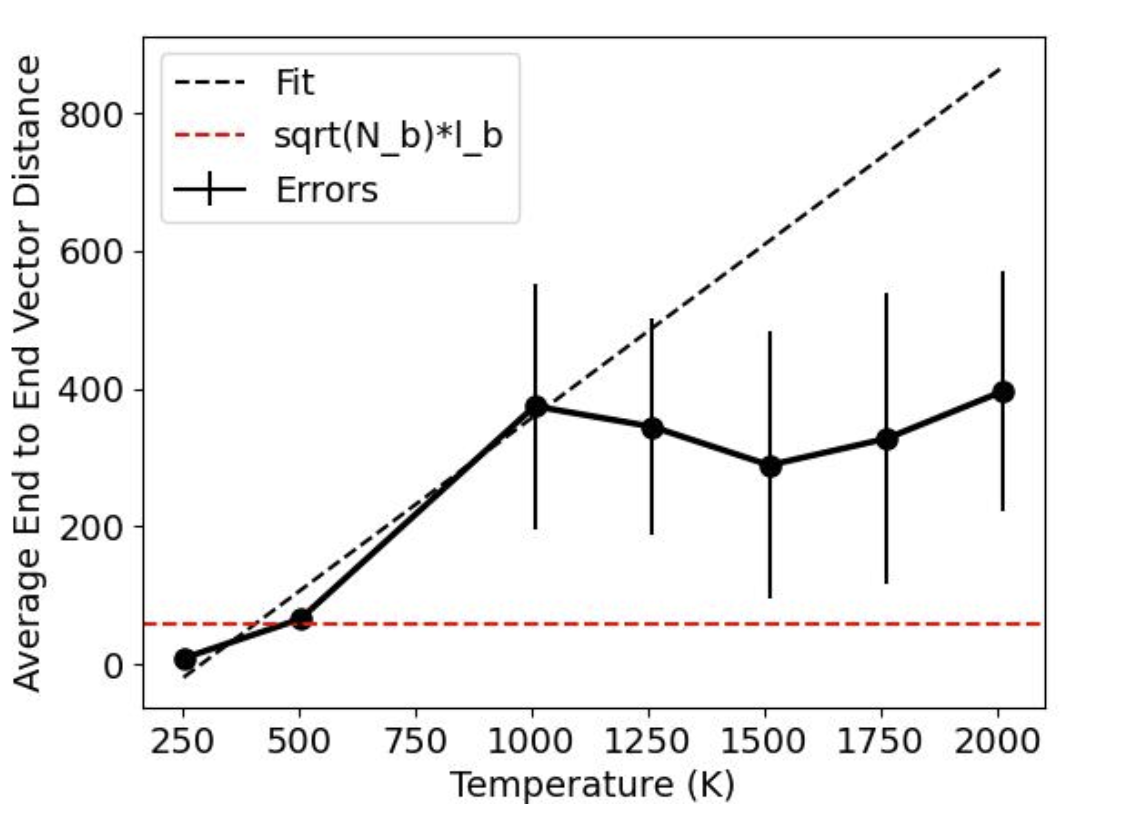 Fit
sqrt(N_b)*l_b
Errors
Average End to End Vector Distance
800
600
400
200
0
250 500 750 1000 1250 1500 1750 2000
Temperature (K)